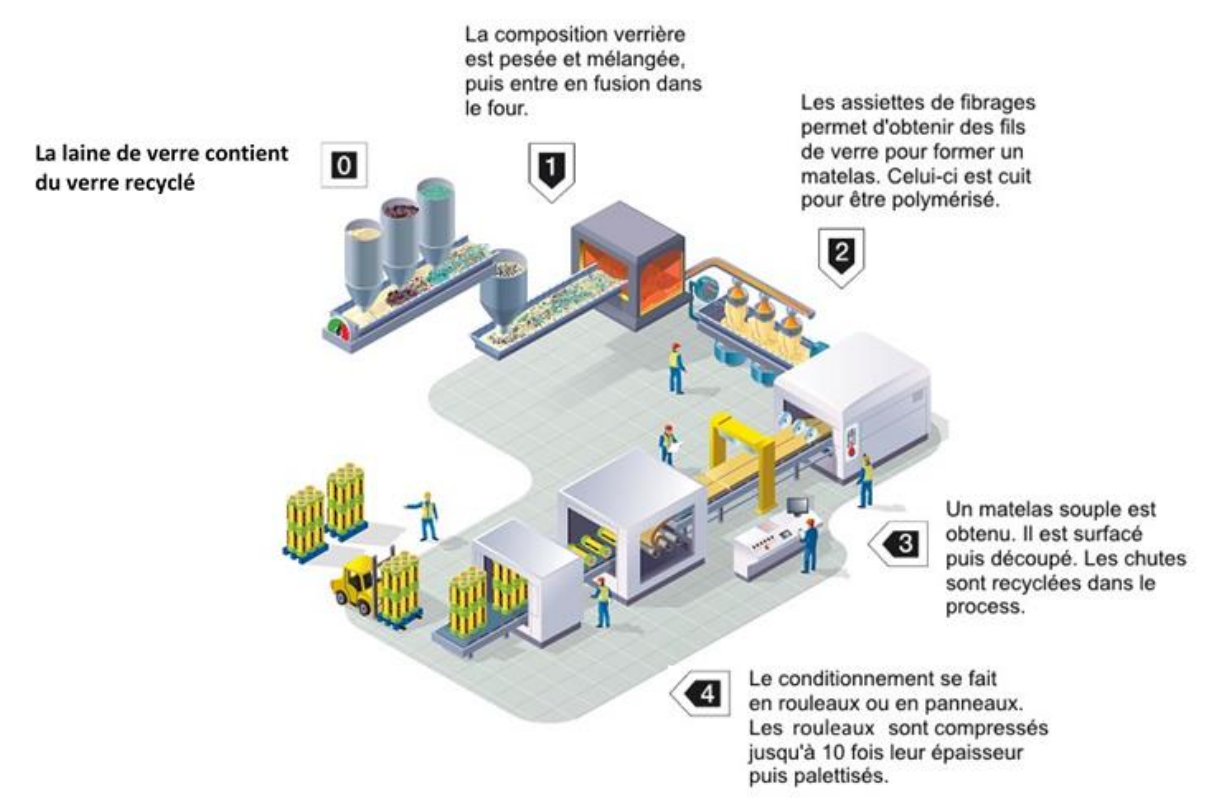 La laine de verre contient
du verre recyclé
0
1
La composition verrière
est pesée et mélangée,
puis entre en fusion dans
le four.
2
Les assiettes de fibrages
permet d'obtenir des fils
de verre pour former un
matelas. Celui-ci est cuit
pour être polymérisé.
3
Un matelas souple est
obtenu. Il est surfacé
puis découpé. Les chutes
sont recyclées dans le
process.
4
Le conditionnement se fait
en rouleaux ou en panneaux.
Les rouleaux sont compressés
jusqu'à 10 fois leur épaisseur
puis palettisés.